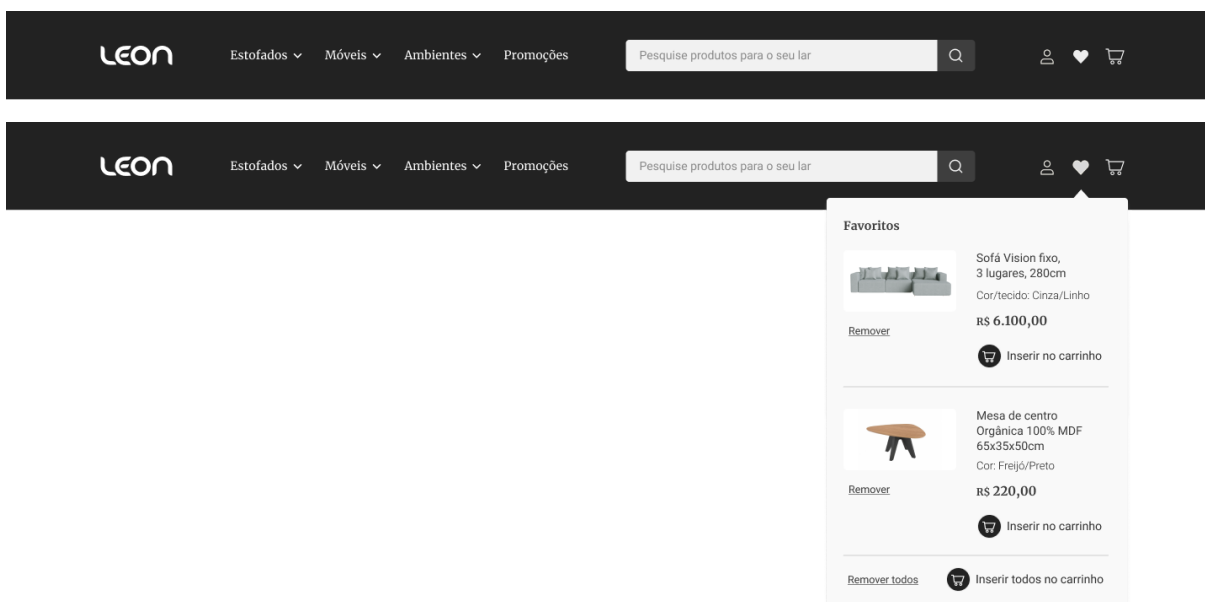 LEON Estofados Móveis Ambientes Promoções Pesquise produtos para o seu lar
LEON Estofados Móveis Ambientes Promoções Pesquise produtos para o seu lar
Favoritos
Sofá Vision fixo,
3 lugares, 280cm
Cor/tecido: Cinza/Linho
R$ 6.100,00
Remover
Inserir no carrinho
Mesa de centro
Orgânica 100% MDF
65x35x50cm
Cor: Freijó/Preto
Remover
R$ 220,00
Inserir no carrinho
Remover todos
Inserir todos no carrinho